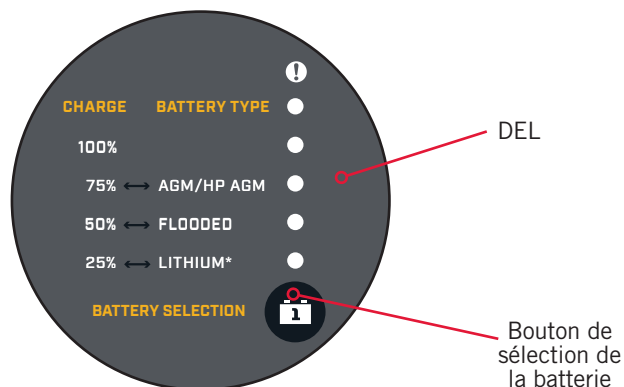 !
CHARGE BATTERY TYPE
100%
75% ↔ AGM/HP AGM
50% ↔ FLOODED
25% ↔ LITHIUM*
BATTERY SELECTION
1
DEL
Bouton de
sélection de
la batterie